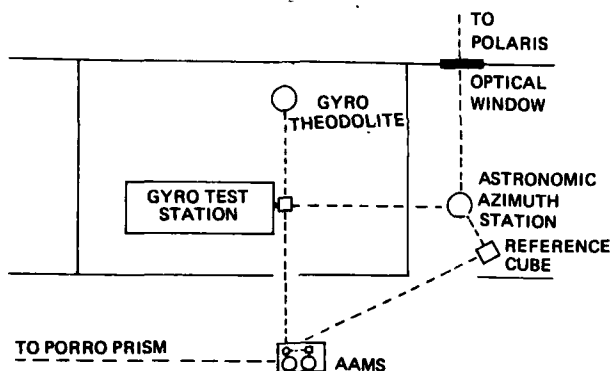 TO
POLARIS
OPTICAL
WINDOW
GYRO
THEODOLITE
GYRO TEST
STATION
ASTRONOMIC
AZIMUTH
STATION
REFERENCE
CUBE
TO PORRO PRISM
AAMS